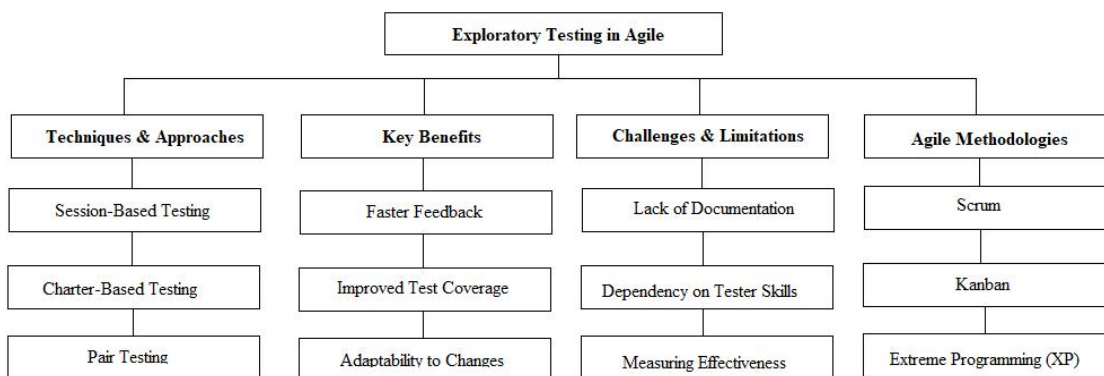 Exploratory Testing in Agile
Techniques & Approaches
Key Benefits
Challenges & Limitations
Agile Methodologies
Session-Based Testing
Faster Feedback
Lack of Documentation
Scrum
Charter-Based Testing
Improved Test Coverage
Dependency on Tester Skills
Kanban
Pair Testing
Adaptability to Changes
Measuring Effectiveness
Extreme Programming (XP)